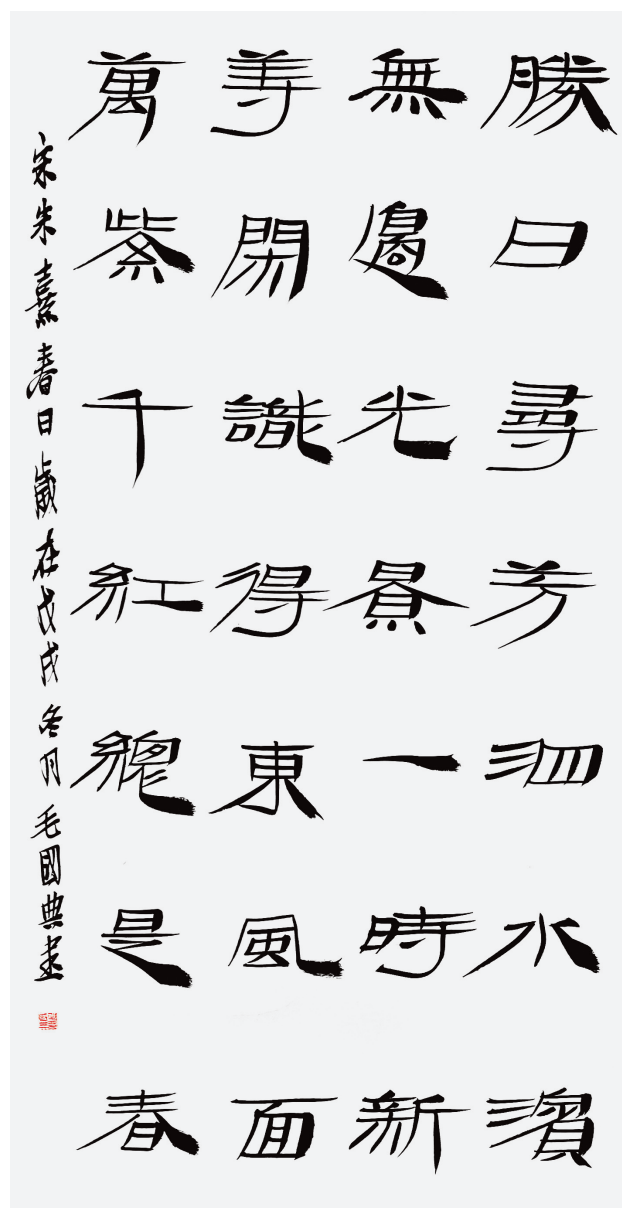 勝日尋芳泗水濱
無邊光景一時新
等閑識得東風面
萬紫千紅總是春
宋朱熹春日歲在戊戌冬月毛國典書